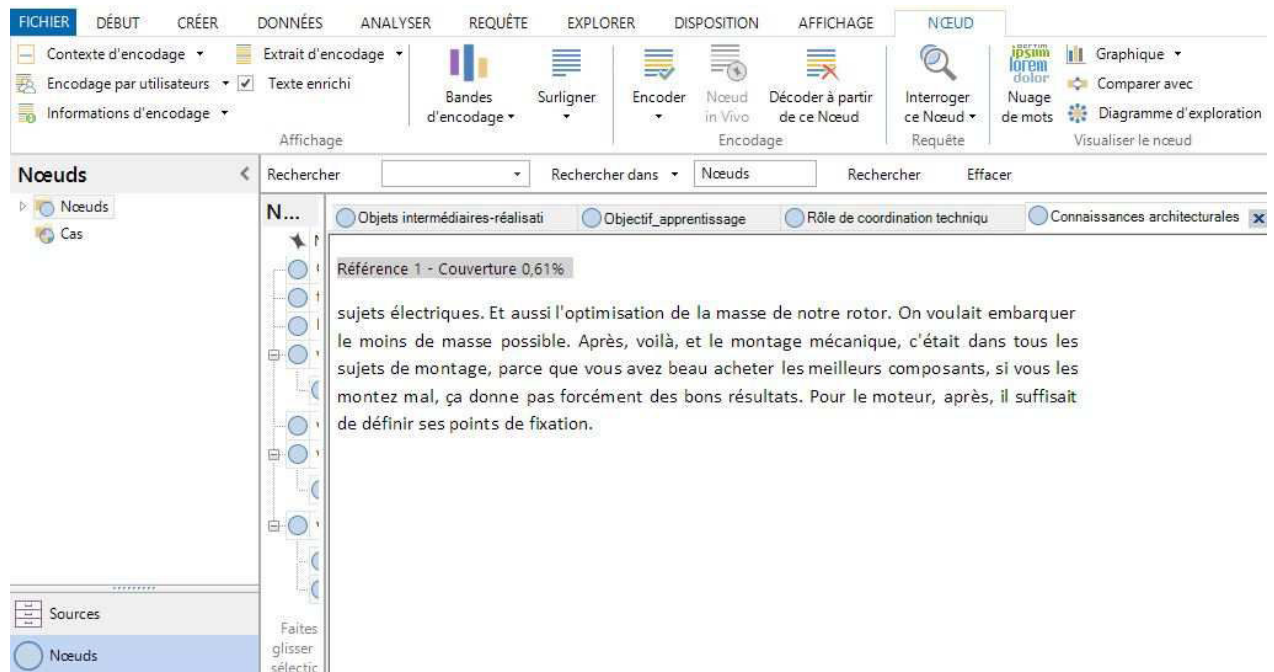 FICHIER DÉBUT CRÉER DONNÉES ANALYSER REQUÊTE EXPLORER DISPOSITION AFFICHAGE NŒUD
Contexte d'encodage
Encodage par utilisateurs
Informations d'encodage
Extrait d'encodage
Texte enrichi
Affichage
Bandes
d'encodage
Surligner
Encoder
Nœud
in Vivo
Décoder à partir
de ce Nœud
Encodage
Interroger
ce Nœud
Requête
ipsum
lorem
dolor
Nuage
de mots
Graphique
Comparer avec
Diagramme d'exploration
Visualiser le nœud
Nœuds
Rechercher Rechercher dans Nœuds Rechercher Effacer
Nœuds
Cas
N...
Objets intermédiaires-réalisati Objectif_apprentissage Rôle de coordination techniqu Connaissances architecturales
Référence 1 - Couverture 0,61%
sujets électriques. Et aussi l'optimisation de la masse de notre rotor. On voulait embarquer
le moins de masse possible. Après, voilà, et le montage mécanique, c'était dans tous les
sujets de montage, parce que vous avez beau acheter les meilleurs composants, si vous les
montez mal, ça donne pas forcément des bons résultats. Pour le moteur, après, il suffisait
de définir ses points de fixation.
Sources
Nœuds
Faites
glisser
sélectic